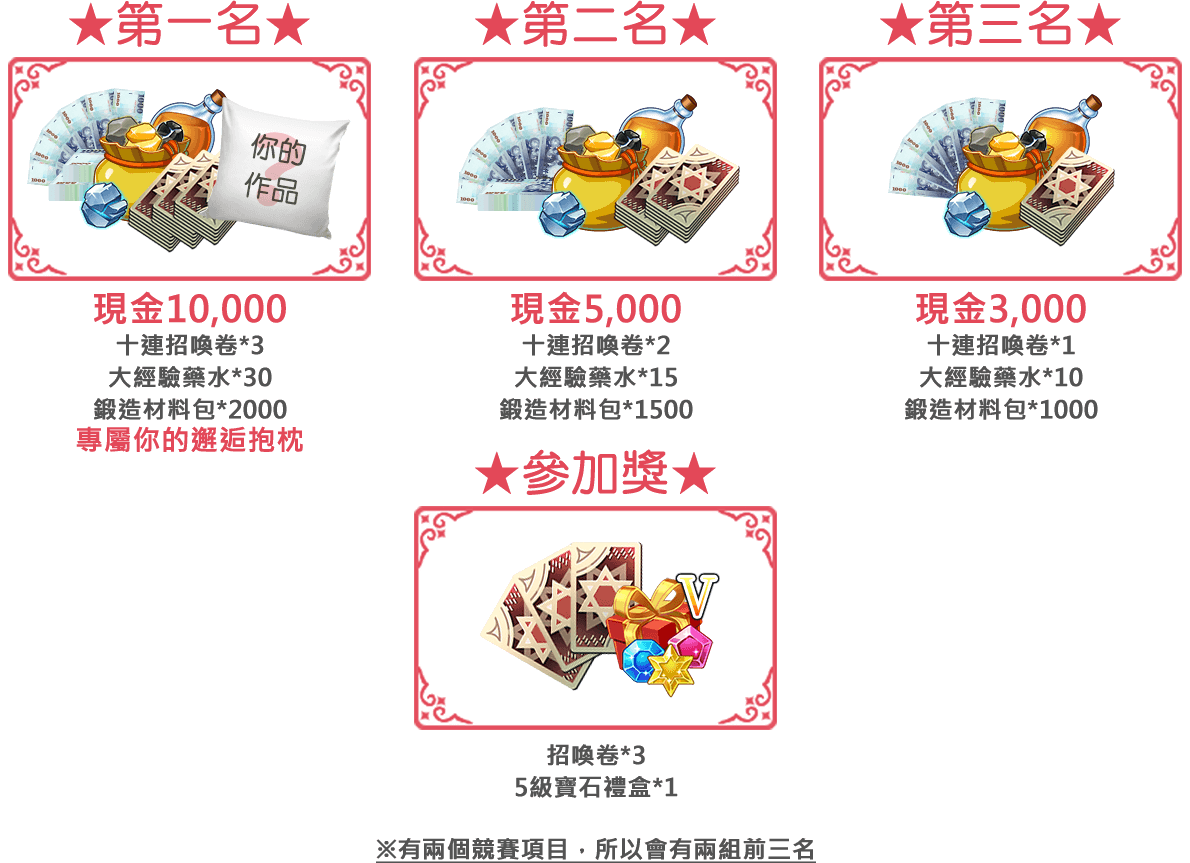 ★第一名★
你的
作品
現金10,000
十連招喚卷*3
大經驗藥水*30
鍛造材料包*2000
專屬你的邂逅抱枕
★第二名★
現金5,000
十連招喚卷*2
大經驗藥水*15
鍛造材料包*1500
★第三名★
現金3,000
十連招喚卷*1
大經驗藥水*10
鍛造材料包*1000
★參加獎★
V
招喚卷*3
5級寶石禮盒*1
※有兩個競賽項目，所以會有兩組前三名